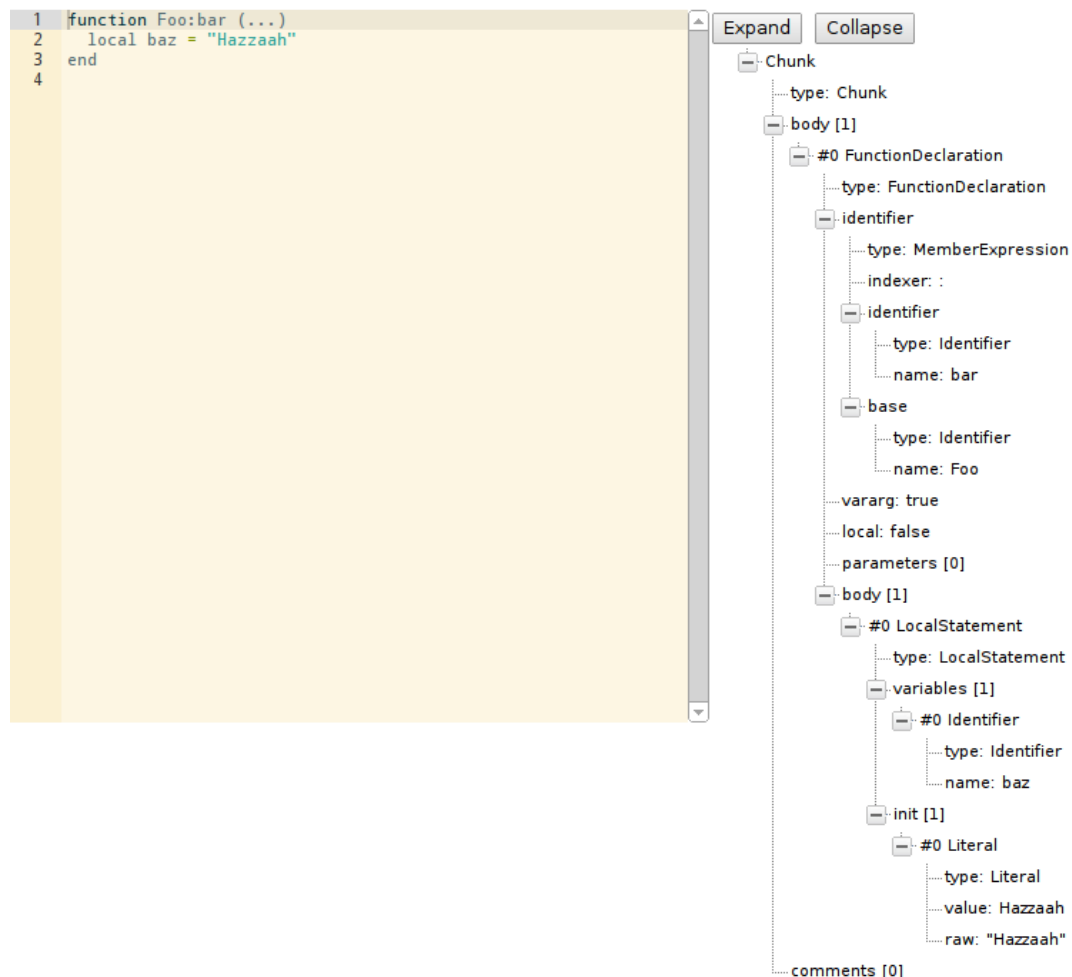 1 function Foo:bar (...)
2 local baz = "Hazzaah"
3 end
4
Expand Collapse
Chunk
type: Chunk
body [1]
#0 FunctionDeclaration
type: FunctionDeclaration
identifier
type: MemberExpression
indexer: :
identifier
type: Identifier
name: bar
base
type: Identifier
name: Foo
vararg: true
local: false
parameters [0]
body [1]
#0 LocalStatement
type: LocalStatement
variables [1]
#0 Identifier
type: Identifier
name: baz
init [1]
#0 Literal
type: Literal
value: Hazzaah
raw: "Hazzaah"
comments [0]